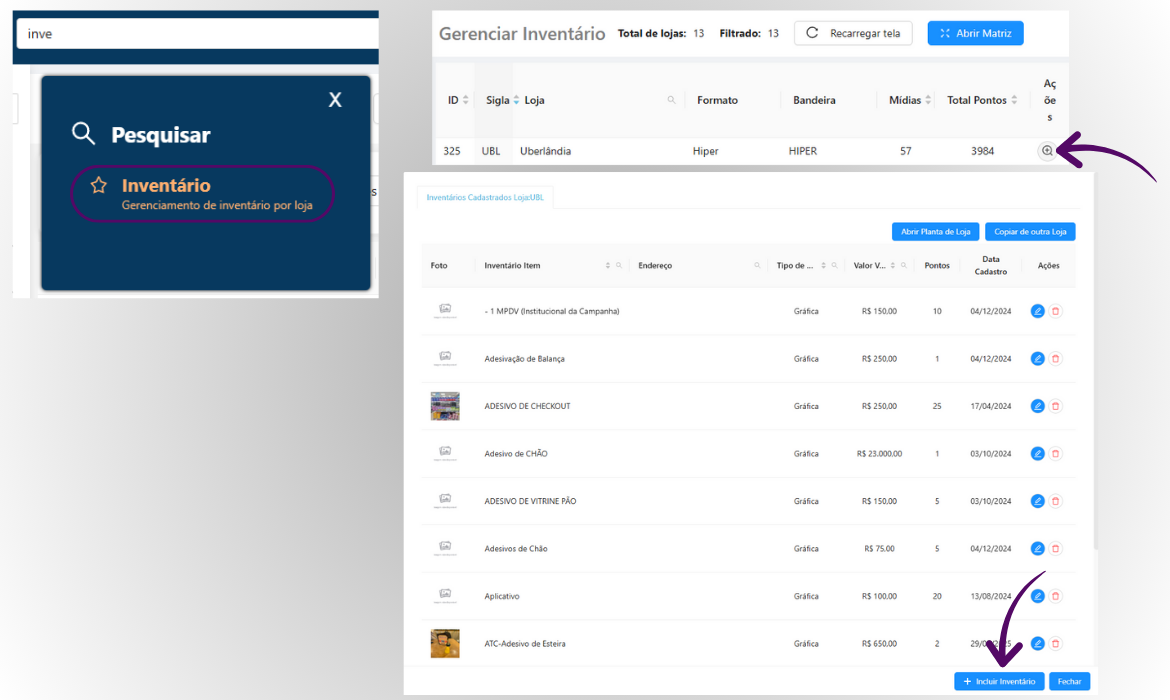 inve
X
Pesquisar
Inventário
Gerenciamento de inventário por loja
s
Gerenciar Inventário Total de lojas: 13 Filtrado: 13 Recarregar tela Abrir Matriz
ID Sigla Loja Formato Bandeira Mídias Total Pontos Aç
õe
s
325 UBL Uberlândia Hiper HIPER 57 3984
Inventários Cadastrados Loja:UBL
Abrir Planta de Loja Copiar de outra Loja
Foto Inventário Item Endereço Tipo de ... Valor V... Pontos Data Cadastro Ações
- 1 MPDV (Institucional da Campanha) Gráfica R$ 150,00 10 04/12/2024
Adesivação de Balança Gráfica R$ 250,00 1 04/12/2024
ADESIVO DE CHECKOUT Gráfica R$ 250,00 25 17/04/2024
Adesivo de CHÃO Gráfica R$ 23.000,00 1 03/10/2024
ADESIVO DE VITRINE PÃO Gráfica R$ 150,00 5 03/10/2024
Adesivos de Chão Gráfica R$ 75,00 5 04/12/2024
Aplicativo Gráfica R$ 100,00 20 13/08/2024
ATC-Adesivo de Esteira Gráfica R$ 650,00 2
+ Incluir Inventário Fechar